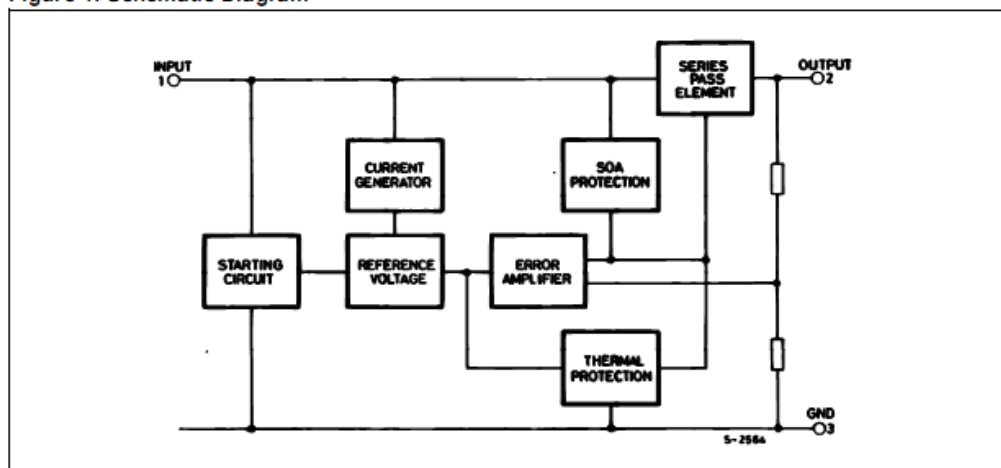 Figure 1: Schematic Diagram
INPUT
1
SERIES
PASS
ELEMENT
OUTPUT
2
CURRENT
GENERATOR
SOA
PROTECTION
STARTING
CIRCUIT
REFERENCE
VOLTAGE
ERROR
AMPLIFIER
THERMAL
PROTECTION
GND
3
S-2564